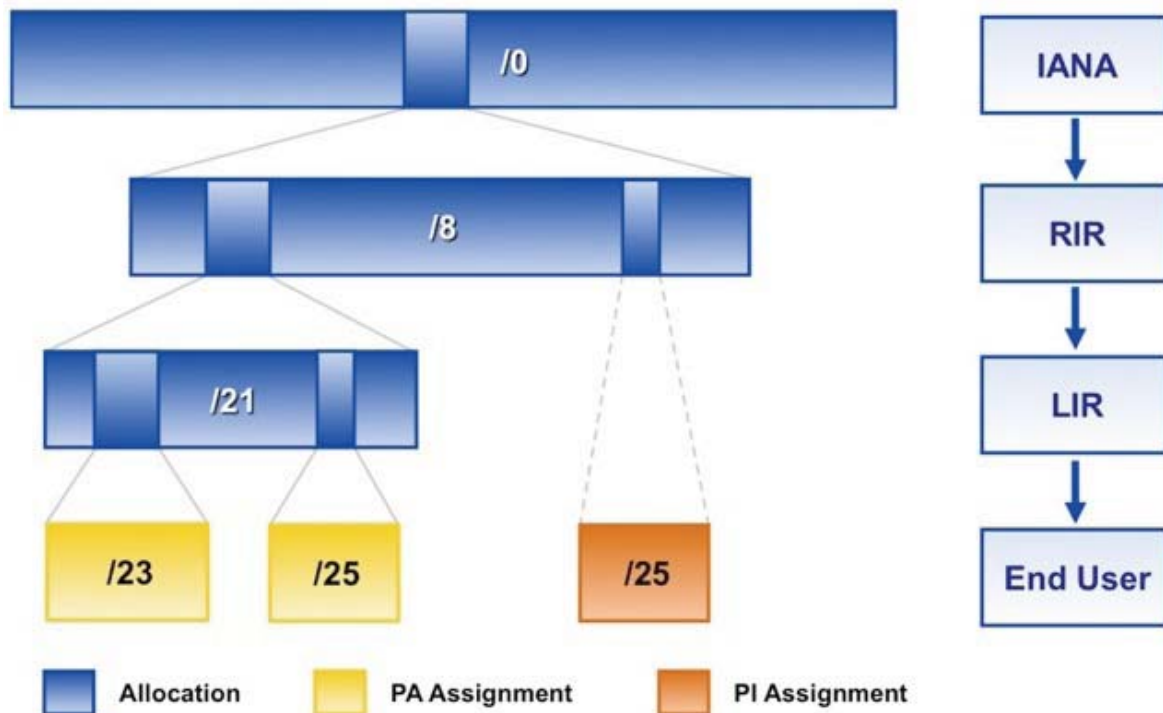 /0
IANA
/8
RIR
/21
LIR
/23
/25
/25
End User
Allocation
PA Assignment
PI Assignment